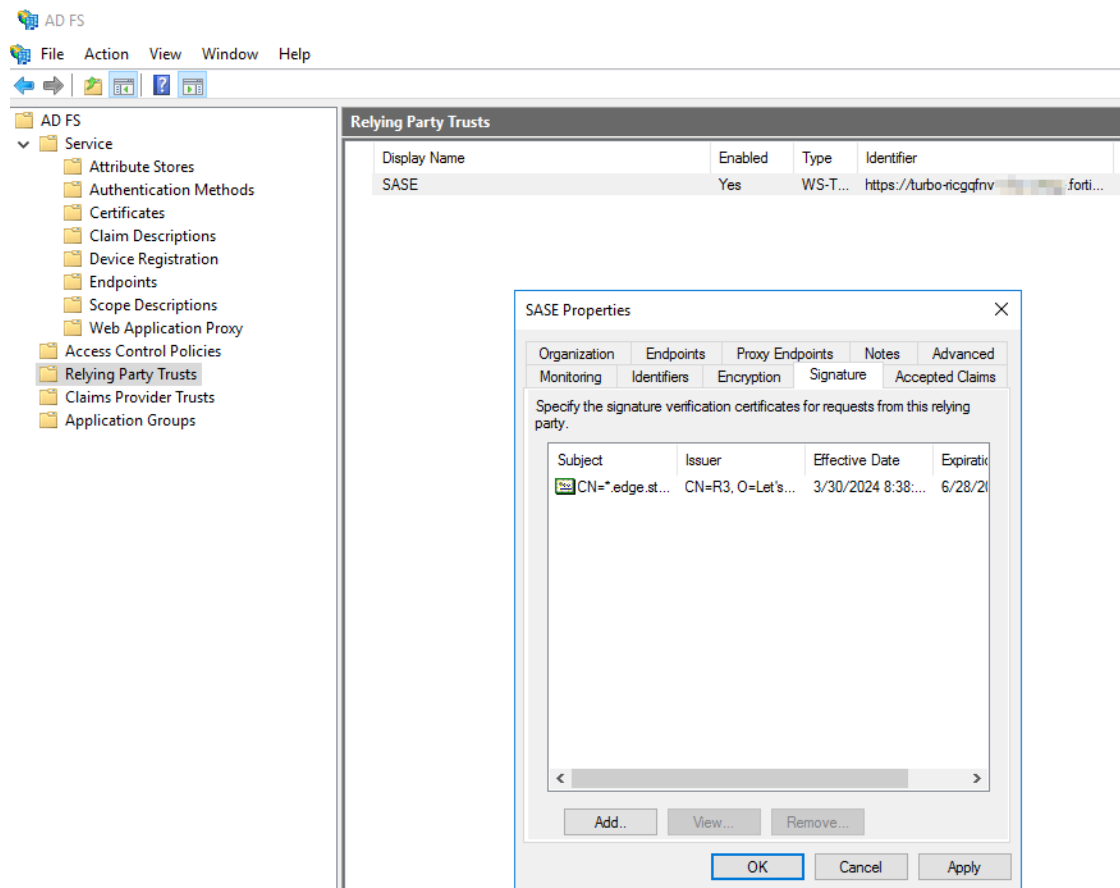 AD FS
File Action View Window Help
AD FS
Service
Attribute Stores
Authentication Methods
Certificates
Claim Descriptions
Device Registration
Endpoints
Scope Descriptions
Web Application Proxy
Access Control Policies
Relying Party Trusts
Claims Provider Trusts
Application Groups
Relying Party Trusts
Display Name Enabled Type Identifier
SASE Yes WS-T... https://turbo-ricgqfnv .forti...
SASE Properties
Organization Endpoints Proxy Endpoints Notes Advanced
Monitoring Identifiers Encryption Signature Accepted Claims
Specify the signature verification certificates for requests from this relying
party.
Subject Issuer Effective Date Expiratio
CN=*.edge.st... CN=R3, O=Let's... 3/30/2024 8:38:... 6/28/20
Add.. View... Remove...
OK Cancel Apply